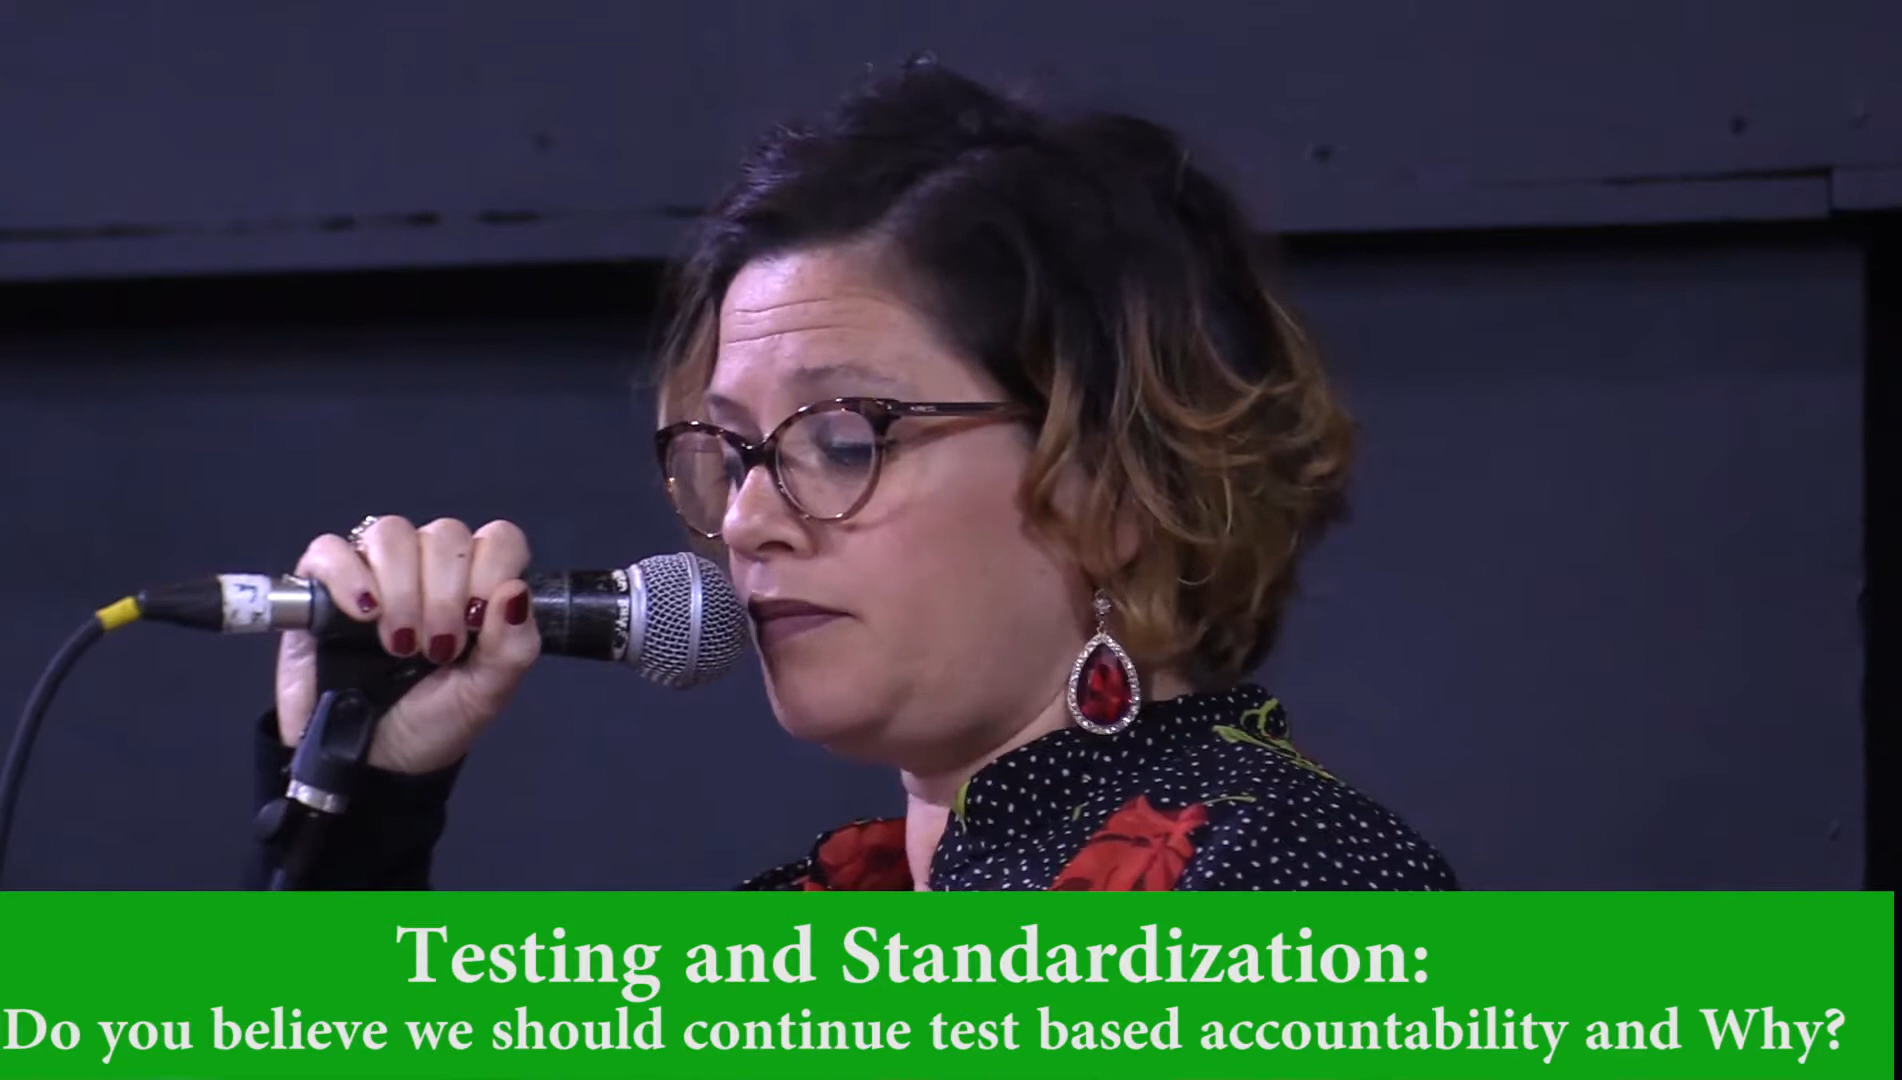 Testing and Standardization:
Do you believe we should continue test based accountability and Why?